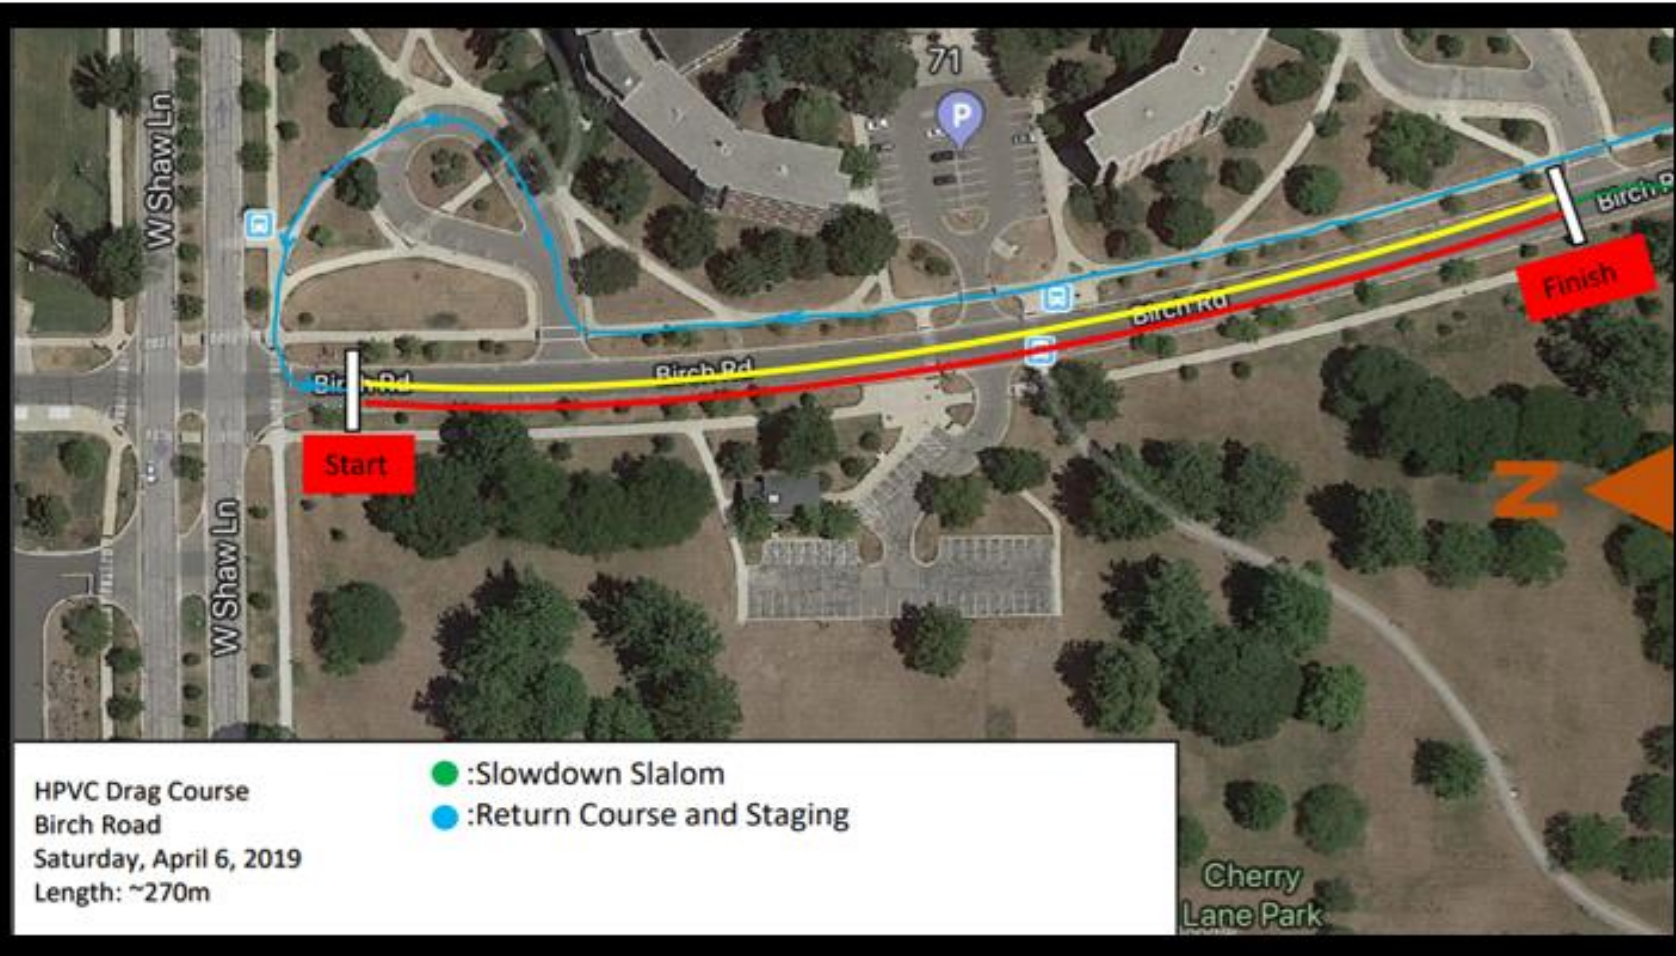 71
P
W Shaw Ln
Birch Rd
Birch R
Finish
Birch Rd
Birch Rd
Start
W Shaw Ln
N
HPVC Drag Course
Birch Road
Saturday, April 6, 2019
Length: ~270m
:Slowdown Slalom
:Return Course and Staging
Cherry
Lane Park